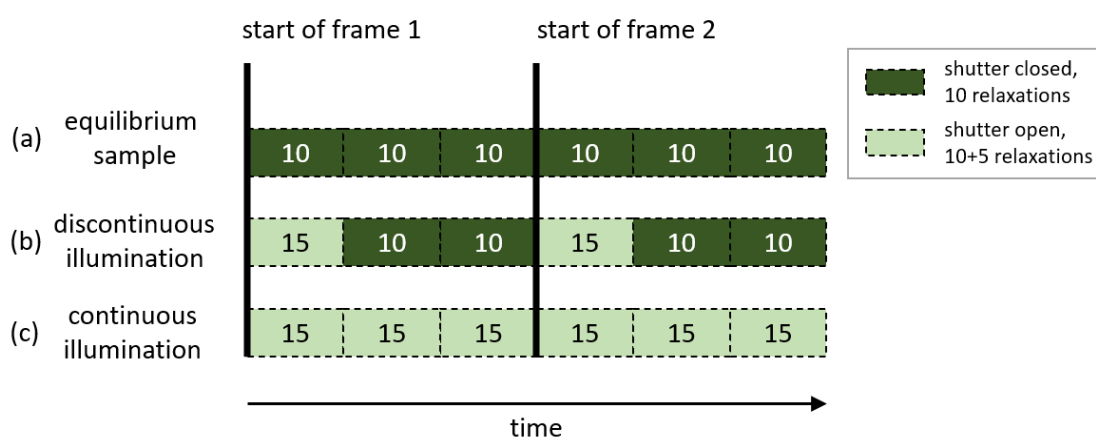 start of frame 1
start of frame 2
shutter closed,
10 relaxations
shutter open,
10+5 relaxations
(a)
equilibrium
sample
10 10 10 10 10 10
(b)
discontinuous
illumination
15 10 10 15 10 10
(c)
continuous
illumination
15 15 15 15 15 15
time